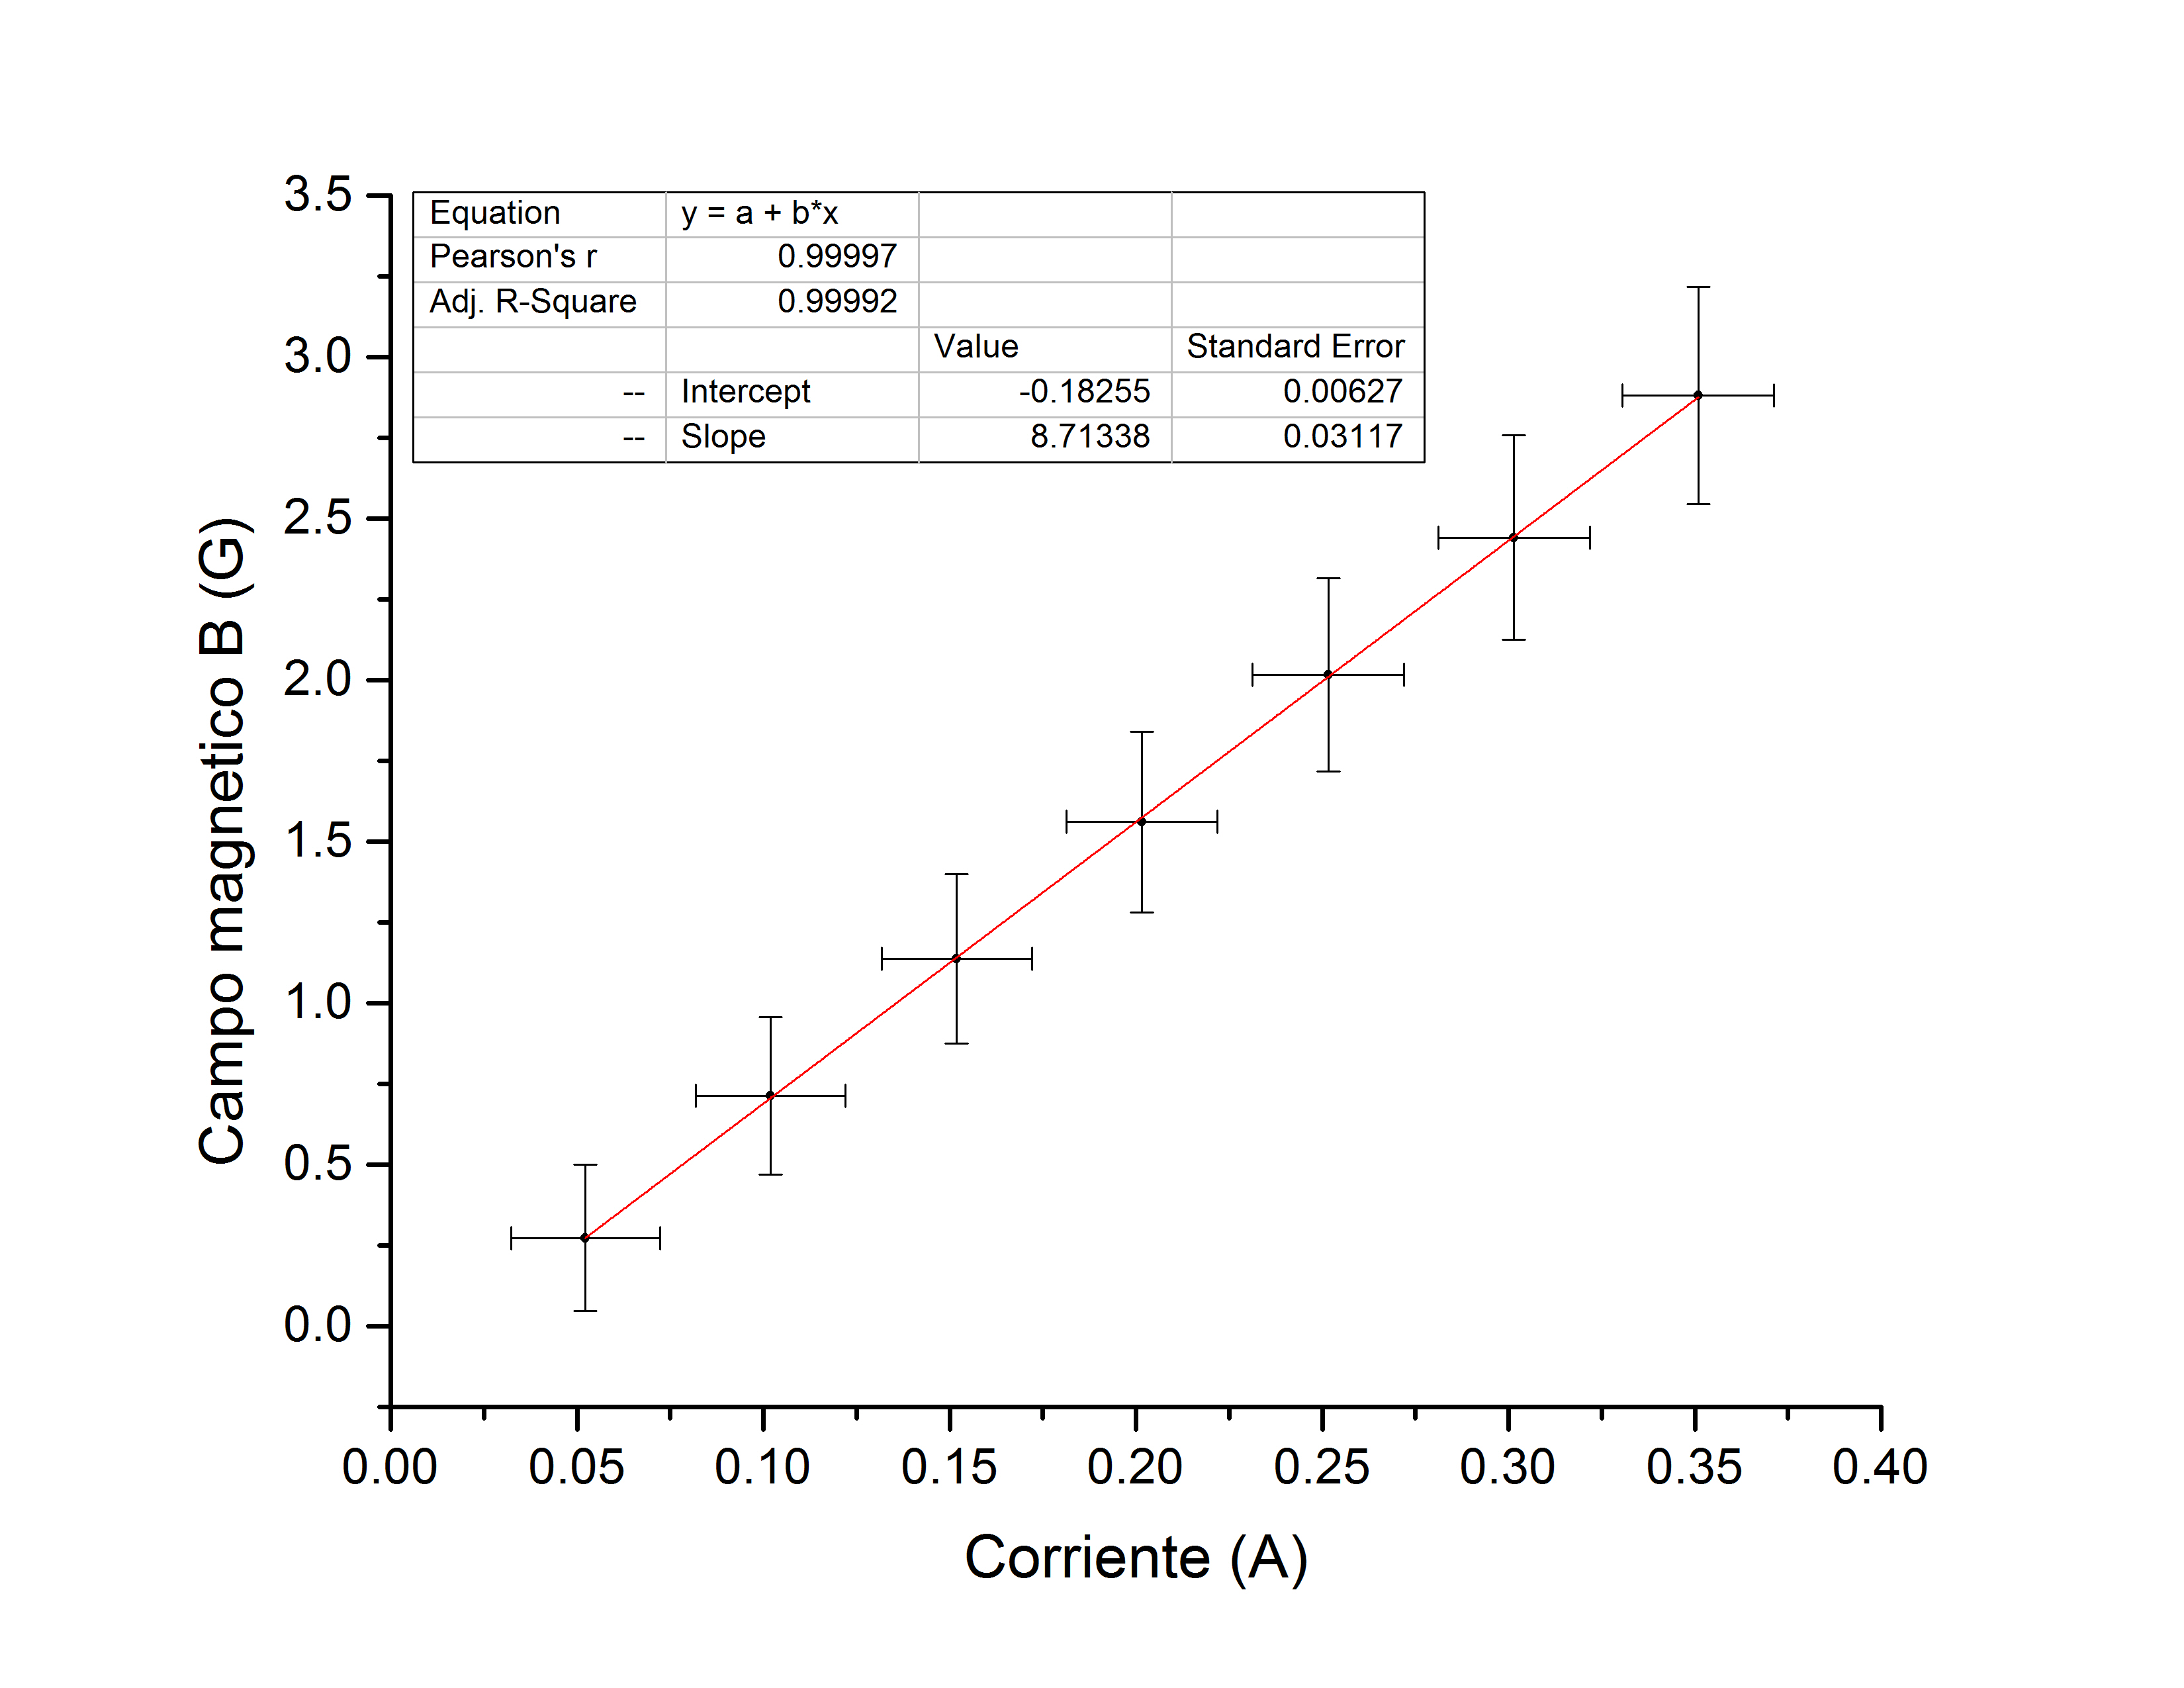 Equation y = a + b*x
Pearson's r 0.99997
Adj. R-Square 0.99992
Value Standard Error
-- Intercept -0.18255 0.00627
-- Slope 8.71338 0.03117
3.5
3.0
2.5
2.0
1.5
1.0
0.5
0.0
Campo magnetico B (G)
0.00 0.05 0.10 0.15 0.20 0.25 0.30 0.35 0.40
Corriente (A)